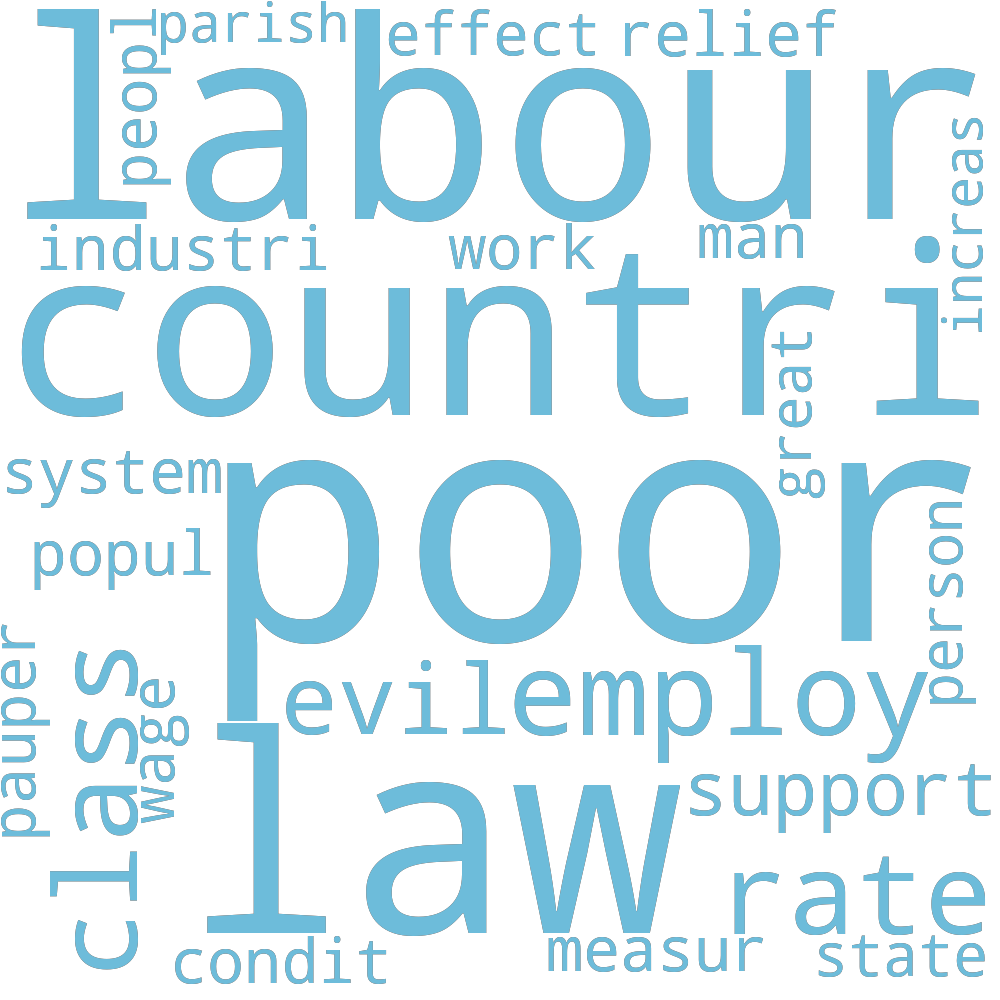 parish
effect
relief
peopl
labour
increas
industri
work
man
countri
great
system
poor
popul
person
pauper
class
wage
evil
employ
law
support
rate
condit
measur
state